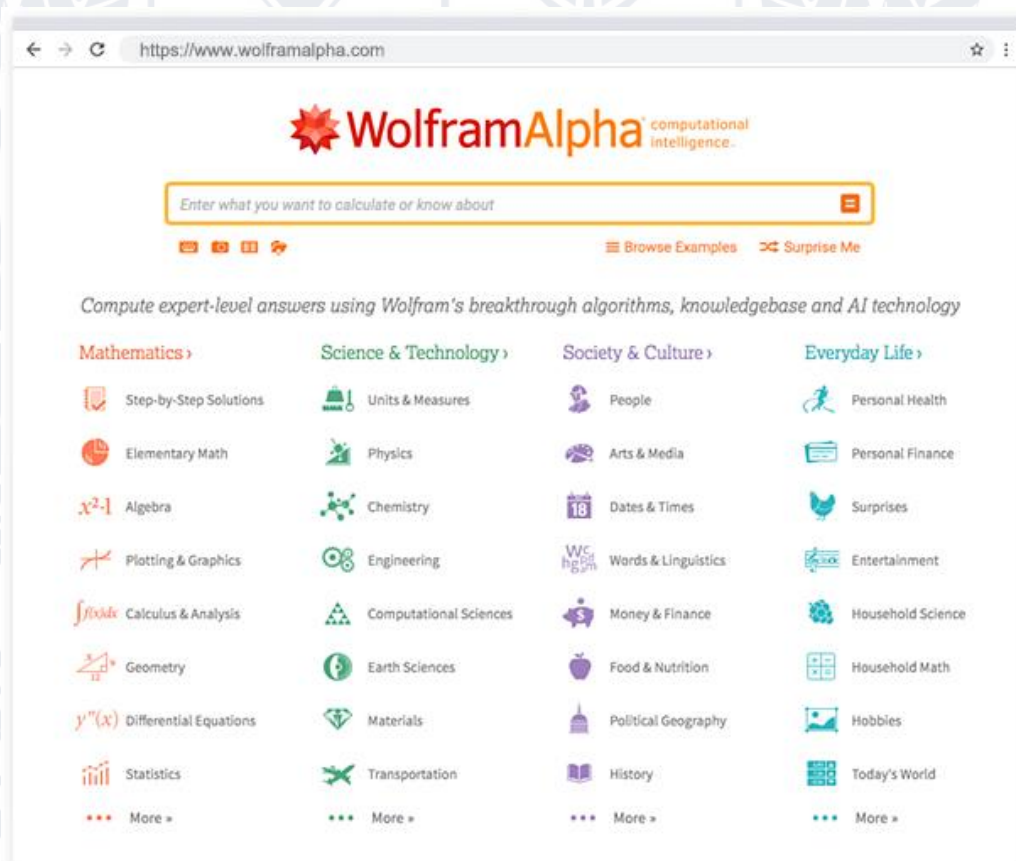 https://www.wolframalpha.com
WolframAlpha computational intelligence.
Enter what you want to calculate or know about
Browse Examples Surprise Me
Compute expert-level answers using Wolfram's breakthrough algorithms, knowledgebase and AI technology
Mathematics › Science & Technology › Society & Culture › Everyday Life ›
Step-by-Step Solutions Units & Measures People Personal Health
Elementary Math Physics Arts & Media Personal Finance
x²-1 Algebra Chemistry 18 Dates & Times Surprises
Plotting & Graphics Engineering Words & Linguistics Entertainment
∫f(x)dx Calculus & Analysis Computational Sciences $ Money & Finance Household Science
12 Geometry Earth Sciences Food & Nutrition Household Math
y″(x) Differential Equations Materials Political Geography Hobbies
Statistics Transportation History Today's World
More » More » More » More »